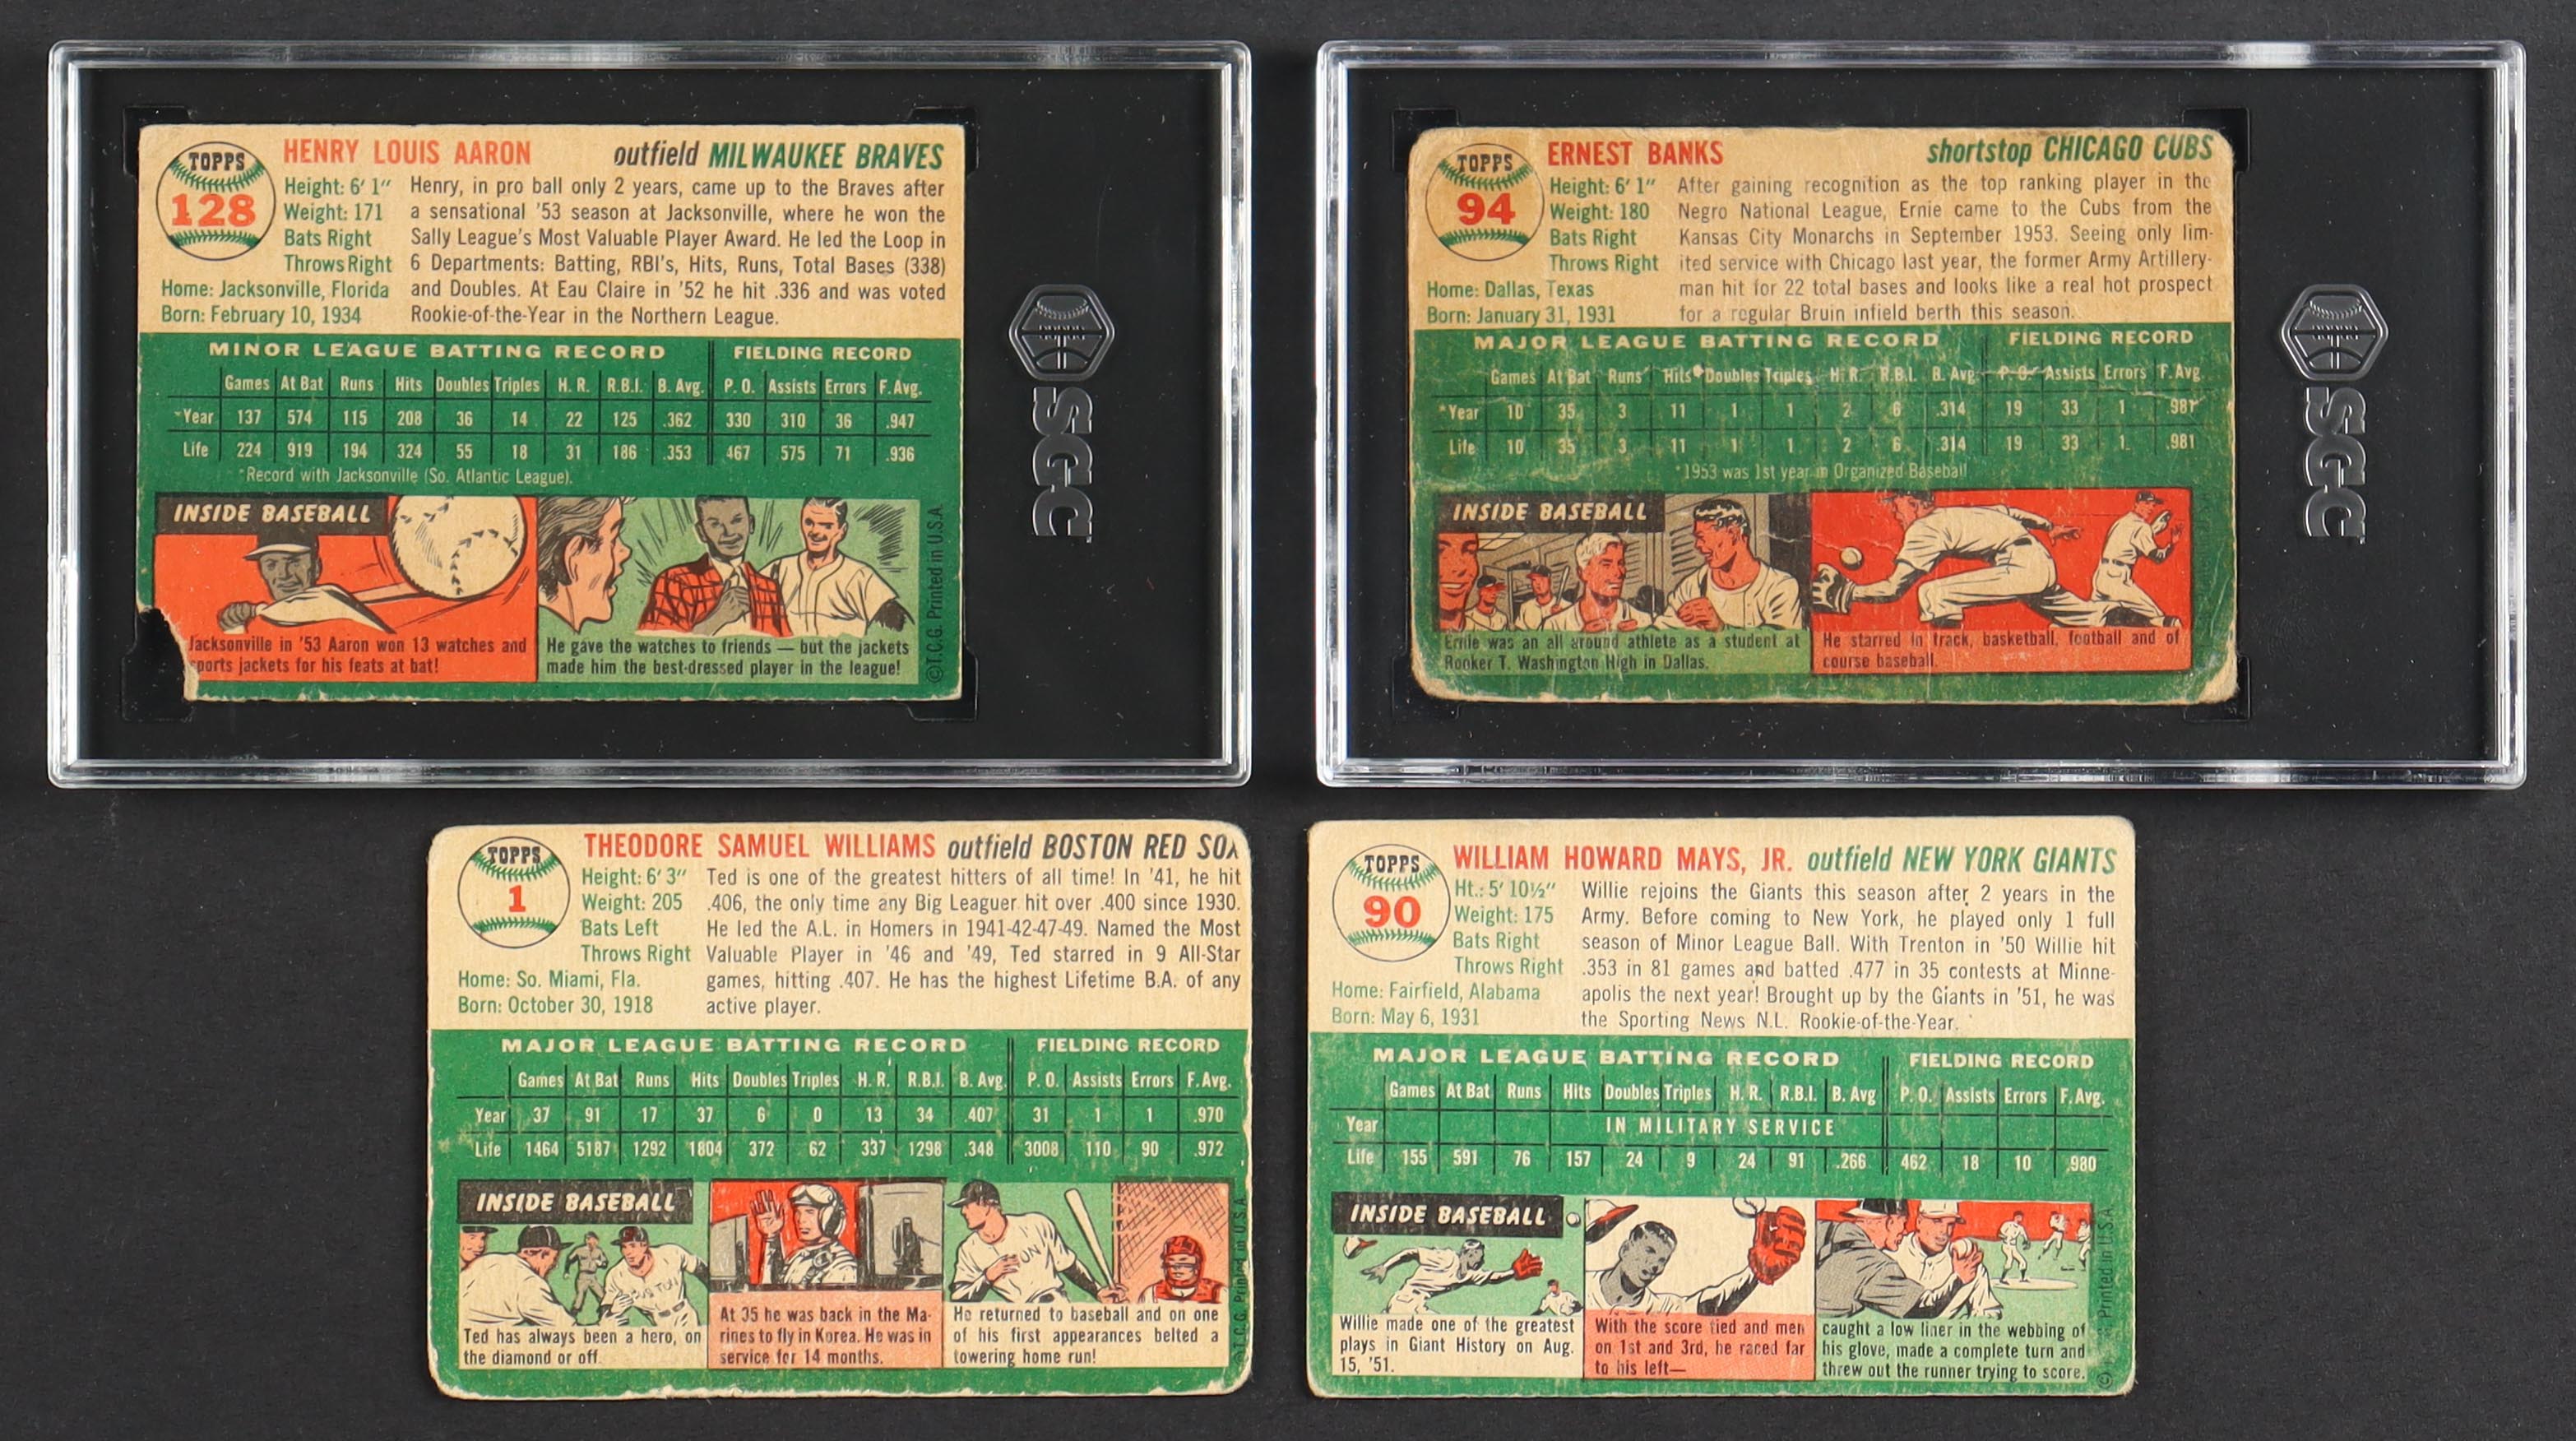 TOPPS
128
HENRY LOUIS AARON outfield MILWAUKEE BRAVES
Height: 6' 1"
Weight: 171
Bats Right
Throws Right
Home: Jacksonville, Florida
Born: February 10, 1934
Henry, in pro ball only 2 years, came up to the Braves after
a sensational '53 season at Jacksonville, where he won the
Sally League's Most Valuable Player Award. He led the Loop in
6 Departments: Batting, RBI's, Hits, Runs, Total Bases (338)
and Doubles. At Eau Claire in '52 he hit .336 and was voted
Rookie-of-the-Year in the Northern League.
MINOR LEAGUE BATTING RECORD FIELDING RECORD
Games At Bat Runs Hits Doubles Triples H. R. R.B.I. B. Avg. P. O. Assists Errors F. Avg.
*Year 137 574 115 208 36 14 22 125 .362 330 310 36 .947
Life 224 919 194 324 55 18 31 186 .353 467 575 71 .936
*Record with Jacksonville (So. Atlantic League).
INSIDE BASEBALL
Jacksonville in '53 Aaron won 13 watches and
sports jackets for his feats at bat!
He gave the watches to friends — but the jackets
made him the best-dressed player in the league!
©T.C.G. Printed in U.S.A.
SGC
TOPPS
94
ERNEST BANKS shortstop CHICAGO CUBS
Height: 6' 1"
Weight: 180
Bats Right
Throws Right
Home: Dallas, Texas
Born: January 31, 1931
After gaining recognition as the top ranking player in the
Negro National League, Ernie came to the Cubs from the
Kansas City Monarchs in September 1953. Seeing only lim-
ited service with Chicago last year, the former Army Artillery-
man hit for 22 total bases and looks like a real hot prospect
for a regular Bruin infield berth this season.
MAJOR LEAGUE BATTING RECORD FIELDING RECORD
Games At Bat Runs Hits Doubles Triples H. R. R.B.I. B. Avg. P. O. Assists Errors F. Avg.
*Year 10 35 3 11 1 1 2 6 .314 19 33 1 .981
Life 10 35 3 11 1 1 2 6 .314 19 33 1 .981
*1953 was 1st year in Organized Baseball
INSIDE BASEBALL
Ernie was an all around athlete as a student at
Booker T. Washington High in Dallas.
He starred in track, basketball, football and of
course baseball.
SGC
TOPPS
1
THEODORE SAMUEL WILLIAMS outfield BOSTON RED SOX
Height: 6' 3"
Weight: 205
Bats Left
Throws Right
Home: So. Miami, Fla.
Born: October 30, 1918
Ted is one of the greatest hitters of all time! In '41, he hit
.406, the only time any Big Leaguer hit over .400 since 1930.
He led the A.L. in Homers in 1941-42-47-49. Named the Most
Valuable Player in '46 and '49, Ted starred in 9 All-Star
games, hitting .407. He has the highest Lifetime B.A. of any
active player.
MAJOR LEAGUE BATTING RECORD FIELDING RECORD
Games At Bat Runs Hits Doubles Triples H. R. R.B.I. B. Avg. P. O. Assists Errors F. Avg.
Year 37 91 17 37 6 0 13 34 .407 31 1 1 .970
Life 1464 5187 1292 1804 372 62 337 1298 .348 3008 110 90 .972
INSIDE BASEBALL
Ted has always been a hero, on
the diamond or off.
At 35 he was back in the Ma-
rines to fly in Korea. He was in
service for 14 months.
He returned to baseball and on one
of his first appearances belted a
towering home run!
©T.C.G. Printed in U.S.A.
TOPPS
90
WILLIAM HOWARD MAYS, JR. outfield NEW YORK GIANTS
Ht.: 5' 10½"
Weight: 175
Bats Right
Throws Right
Home: Fairfield, Alabama
Born: May 6, 1931
Willie rejoins the Giants this season after 2 years in the
Army. Before coming to New York, he played only 1 full
season of Minor League Ball. With Trenton in '50 Willie hit
.353 in 81 games and batted .477 in 35 contests at Minne-
apolis the next year! Brought up by the Giants in '51, he was
the Sporting News N.L. Rookie-of-the-Year.
MAJOR LEAGUE BATTING RECORD FIELDING RECORD
Games At Bat Runs Hits Doubles Triples H. R. R.B.I. B. Avg P. O. Assists Errors F. Avg.
Year IN MILITARY SERVICE
Life 155 591 76 157 24 9 24 91 .266 462 18 10 .980
INSIDE BASEBALL
Willie made one of the greatest
plays in Giant History on Aug.
15, '51.
With the score tied and men
on 1st and 3rd, he raced far
to his left—
caught a low liner in the webbing of
his glove, made a complete turn and
threw out the runner trying to score.
© Printed in U.S.A.